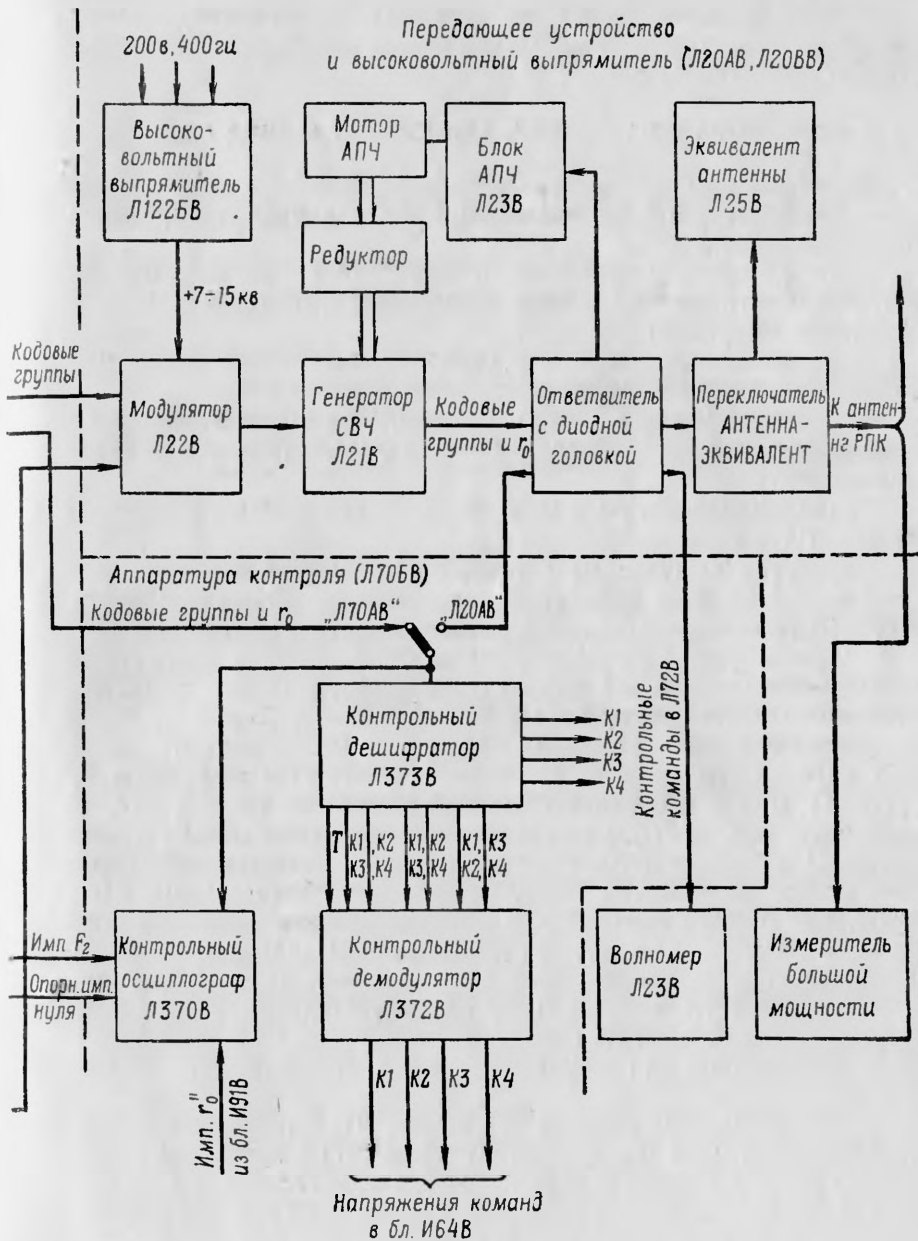 Передающее устройство
и высоковольтный выпрямитель (Л20АВ, Л20ВВ)
200в, 400гц
Высоко-
вольтный
выпрямитель
Л122БВ
Мотор
АПЧ
Блок
АПЧ
Л23В
Эквивалент
антенны
Л25В
Редуктор
+7÷15кв
Кодовые
группы
Модулятор
Л22В
Генератор
СВЧ
Л21В
Кодовые
группы и r₀
Ответвитель
с диодной
головкой
Переключатель
АНТЕННА-
ЭКВИВАЛЕНТ
К антен-
не РПК
Аппаратура контроля (Л70БВ)
Кодовые группы и r₀ „Л70АВ“ „Л20АВ“
Контрольный
дешифратор
Л373В
К1
К2
К3
К4
Контрольные
команды в Л72В
Т К1, К2 К1, К2 К1, К3
К3, К4 К3, К4 К2, К4
Имп F₂
Опорн. имп.
нуля
Контрольный
осциллограф
Л370В
Контрольный
демодулятор
Л372В
Волномер
Л23В
Измеритель
большой
мощности
К1 К2 К3 К4
Имп. r₀"
из бл. И91В
Напряжения команд
в бл. И64В